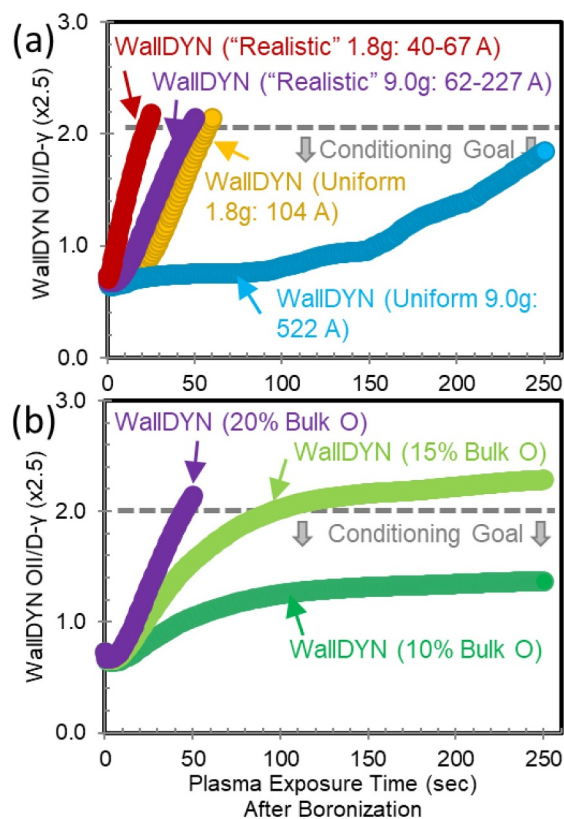 (a)
3.0
WallDYN ("Realistic" 1.8g: 40-67 A)
WallDYN ("Realistic" 9.0g: 62-227 A)
2.0
Conditioning Goal
WallDYN
(Uniform
1.8g: 104 A)
1.0
WallDYN (Uniform 9.0g:
522 A)
0.0
WallDYN OII/D-γ (x2.5)
0 50 100 150 200 250
(b)
3.0
WallDYN (20% Bulk O)
WallDYN (15% Bulk O)
2.0
Conditioning Goal
1.0
WallDYN (10% Bulk O)
0.0
WallDYN OII/D-γ (x2.5)
0 50 100 150 200 250
Plasma Exposure Time (sec)
After Boronization